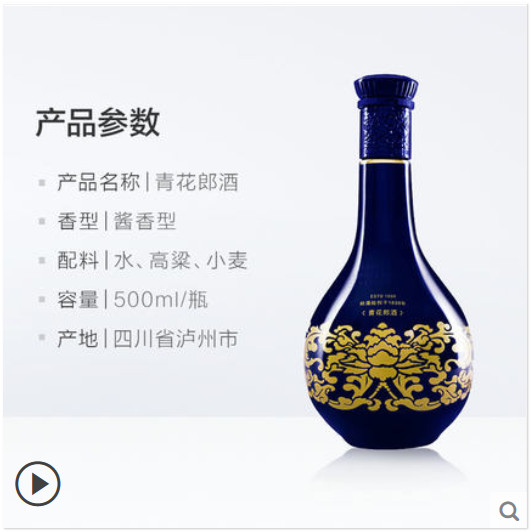 产品参数
产品名称|青花郎酒
香型|酱香型
配料|水、高粱、小麦
容量|500ml/瓶
产地|四川省泸州市
《青花郎酒》